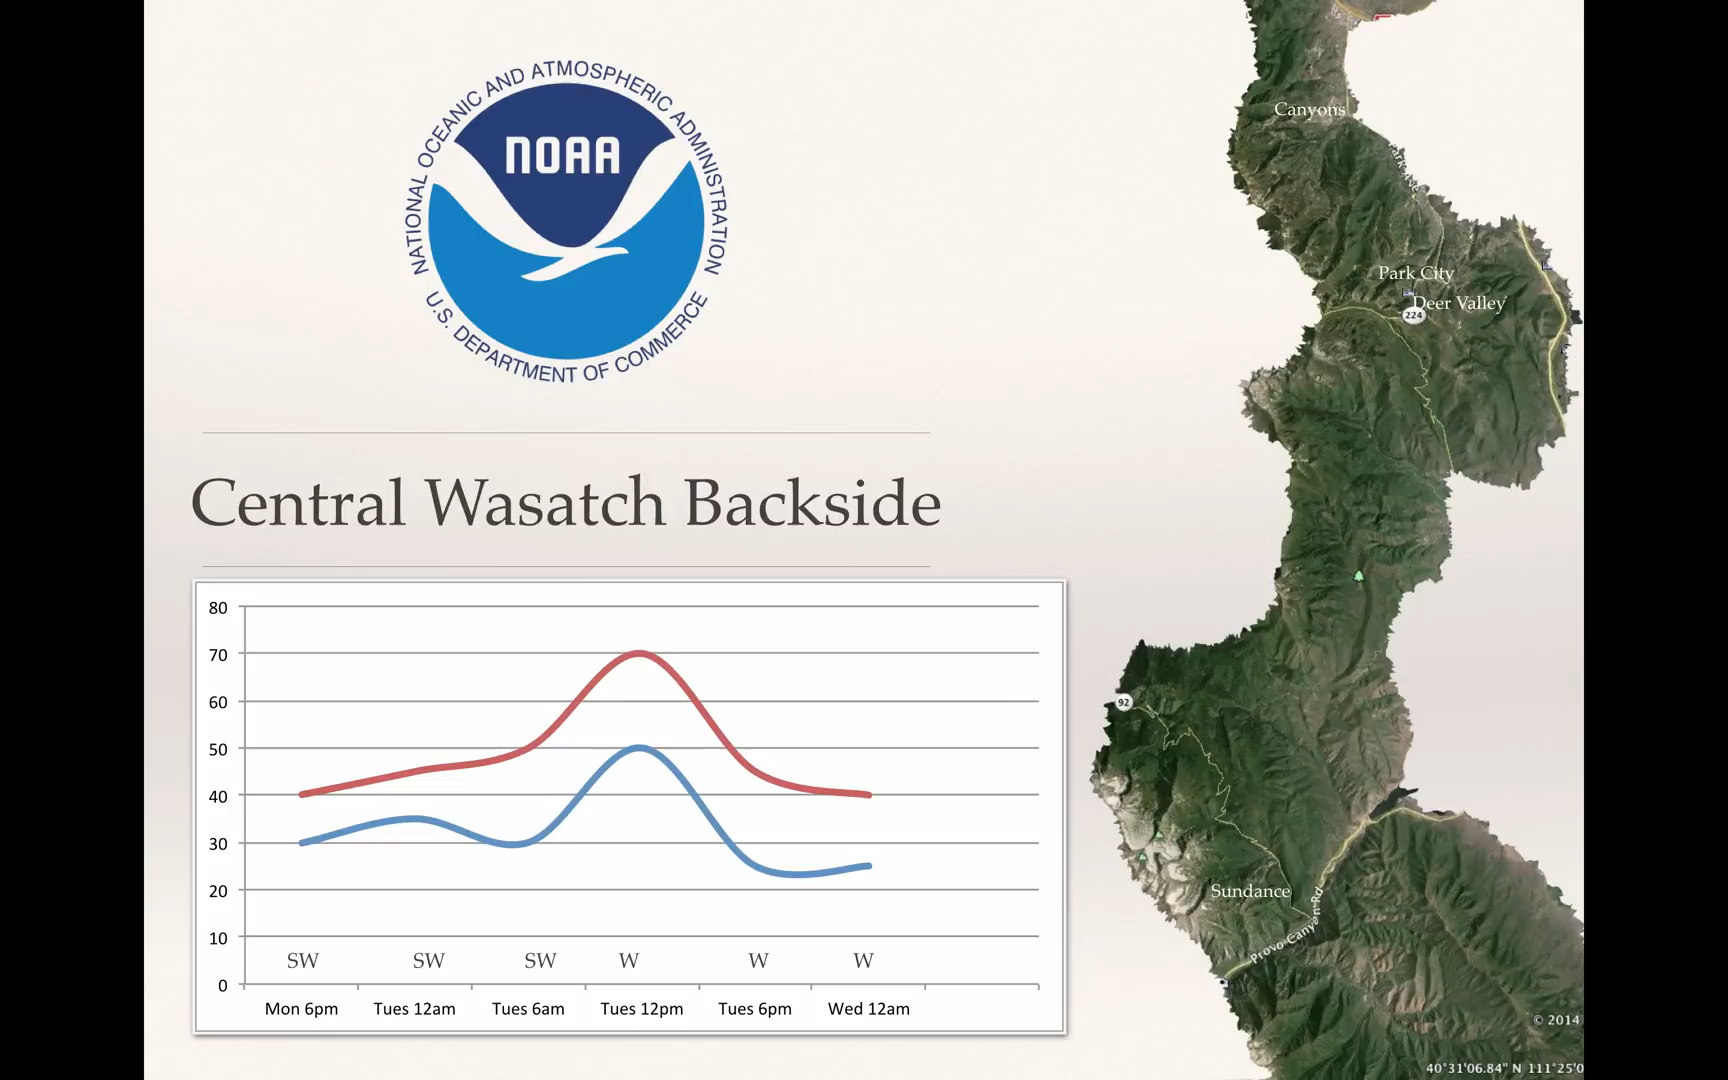 NATIONAL OCEANIC AND ATMOSPHERIC ADMINISTRATION
NOAA
U.S. DEPARTMENT OF COMMERCE
Central Wasatch Backside
80
70
60
50
40
30
20
10
0
SW SW SW W W W
Mon 6pm Tues 12am Tues 6am Tues 12pm Tues 6pm Wed 12am
Canyons
Park City
Deer Valley
224
92
Sundance
Provo Canyon Rd
© 2014
40°31'06.84" N 111°25'0